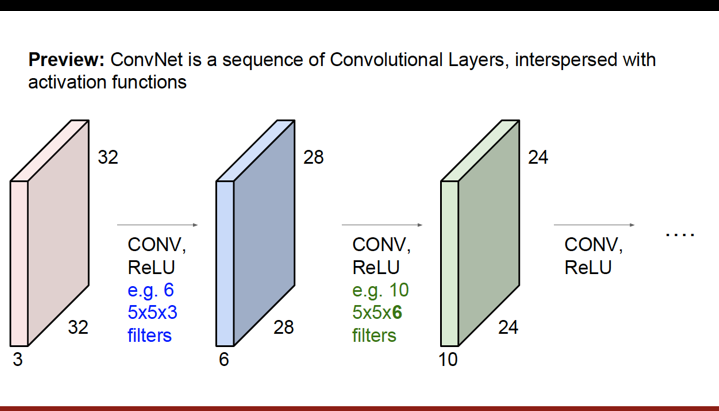 Preview: ConvNet is a sequence of Convolutional Layers, interspersed with
activation functions
32
32
3
CONV,
ReLU
e.g. 6
5x5x3
filters
28
28
6
CONV,
ReLU
e.g. 10
5x5x6
filters
24
24
10
CONV,
ReLU
....